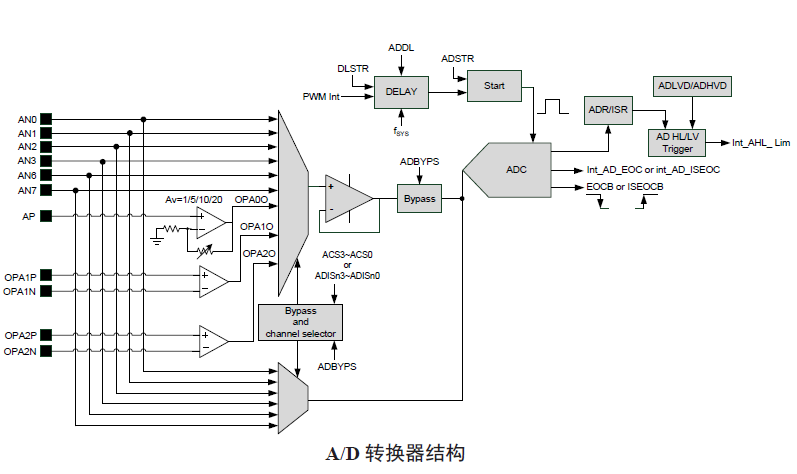 ADDL
DLSTR
ADSTR
PWM Int
DELAY
Start
fSYS
ADLVD/ADHVD
ADR/ISR
AD HL/LV
Trigger
Int_AHL_ Lim
AN0
AN1
AN2
AN3
AN6
AN7
AP
Av=1/5/10/20
OPA0O
+
−
OPA1O
OPA2O
+
−
ADBYPS
Bypass
ADC
Int_AD_EOC or int_AD_ISEOC
EOCB or ISEOCB
ACS3~ACS0
or
ADISn3~ADISn0
OPA1P
OPA1N
+
−
Bypass
and
channel selector
OPA2P
OPA2N
+
−
ADBYPS
A/D 转换器结构